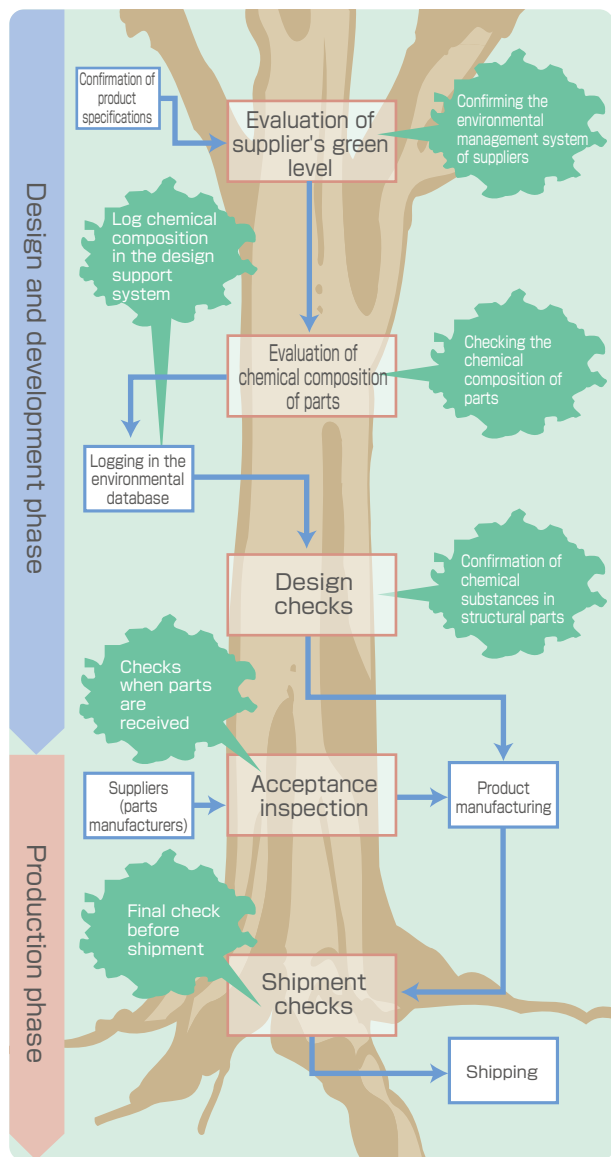 Design and development phase
Confirmation of
product
specifications
Evaluation of
supplier's green
level
Confirming the
environmental
management system
of suppliers
Log chemical
composition
in the design
support
system
Evaluation of
chemical composition
of parts
Checking the
chemical
composition of
parts
Logging in the
environmental
database
Design
checks
Confirmation of
chemical
substances in
structural parts
Checks
when parts
are
received
Production phase
Suppliers
(parts
manufacturers)
Acceptance
inspection
Product
manufacturing
Final check
before
shipment
Shipment
checks
Shipping